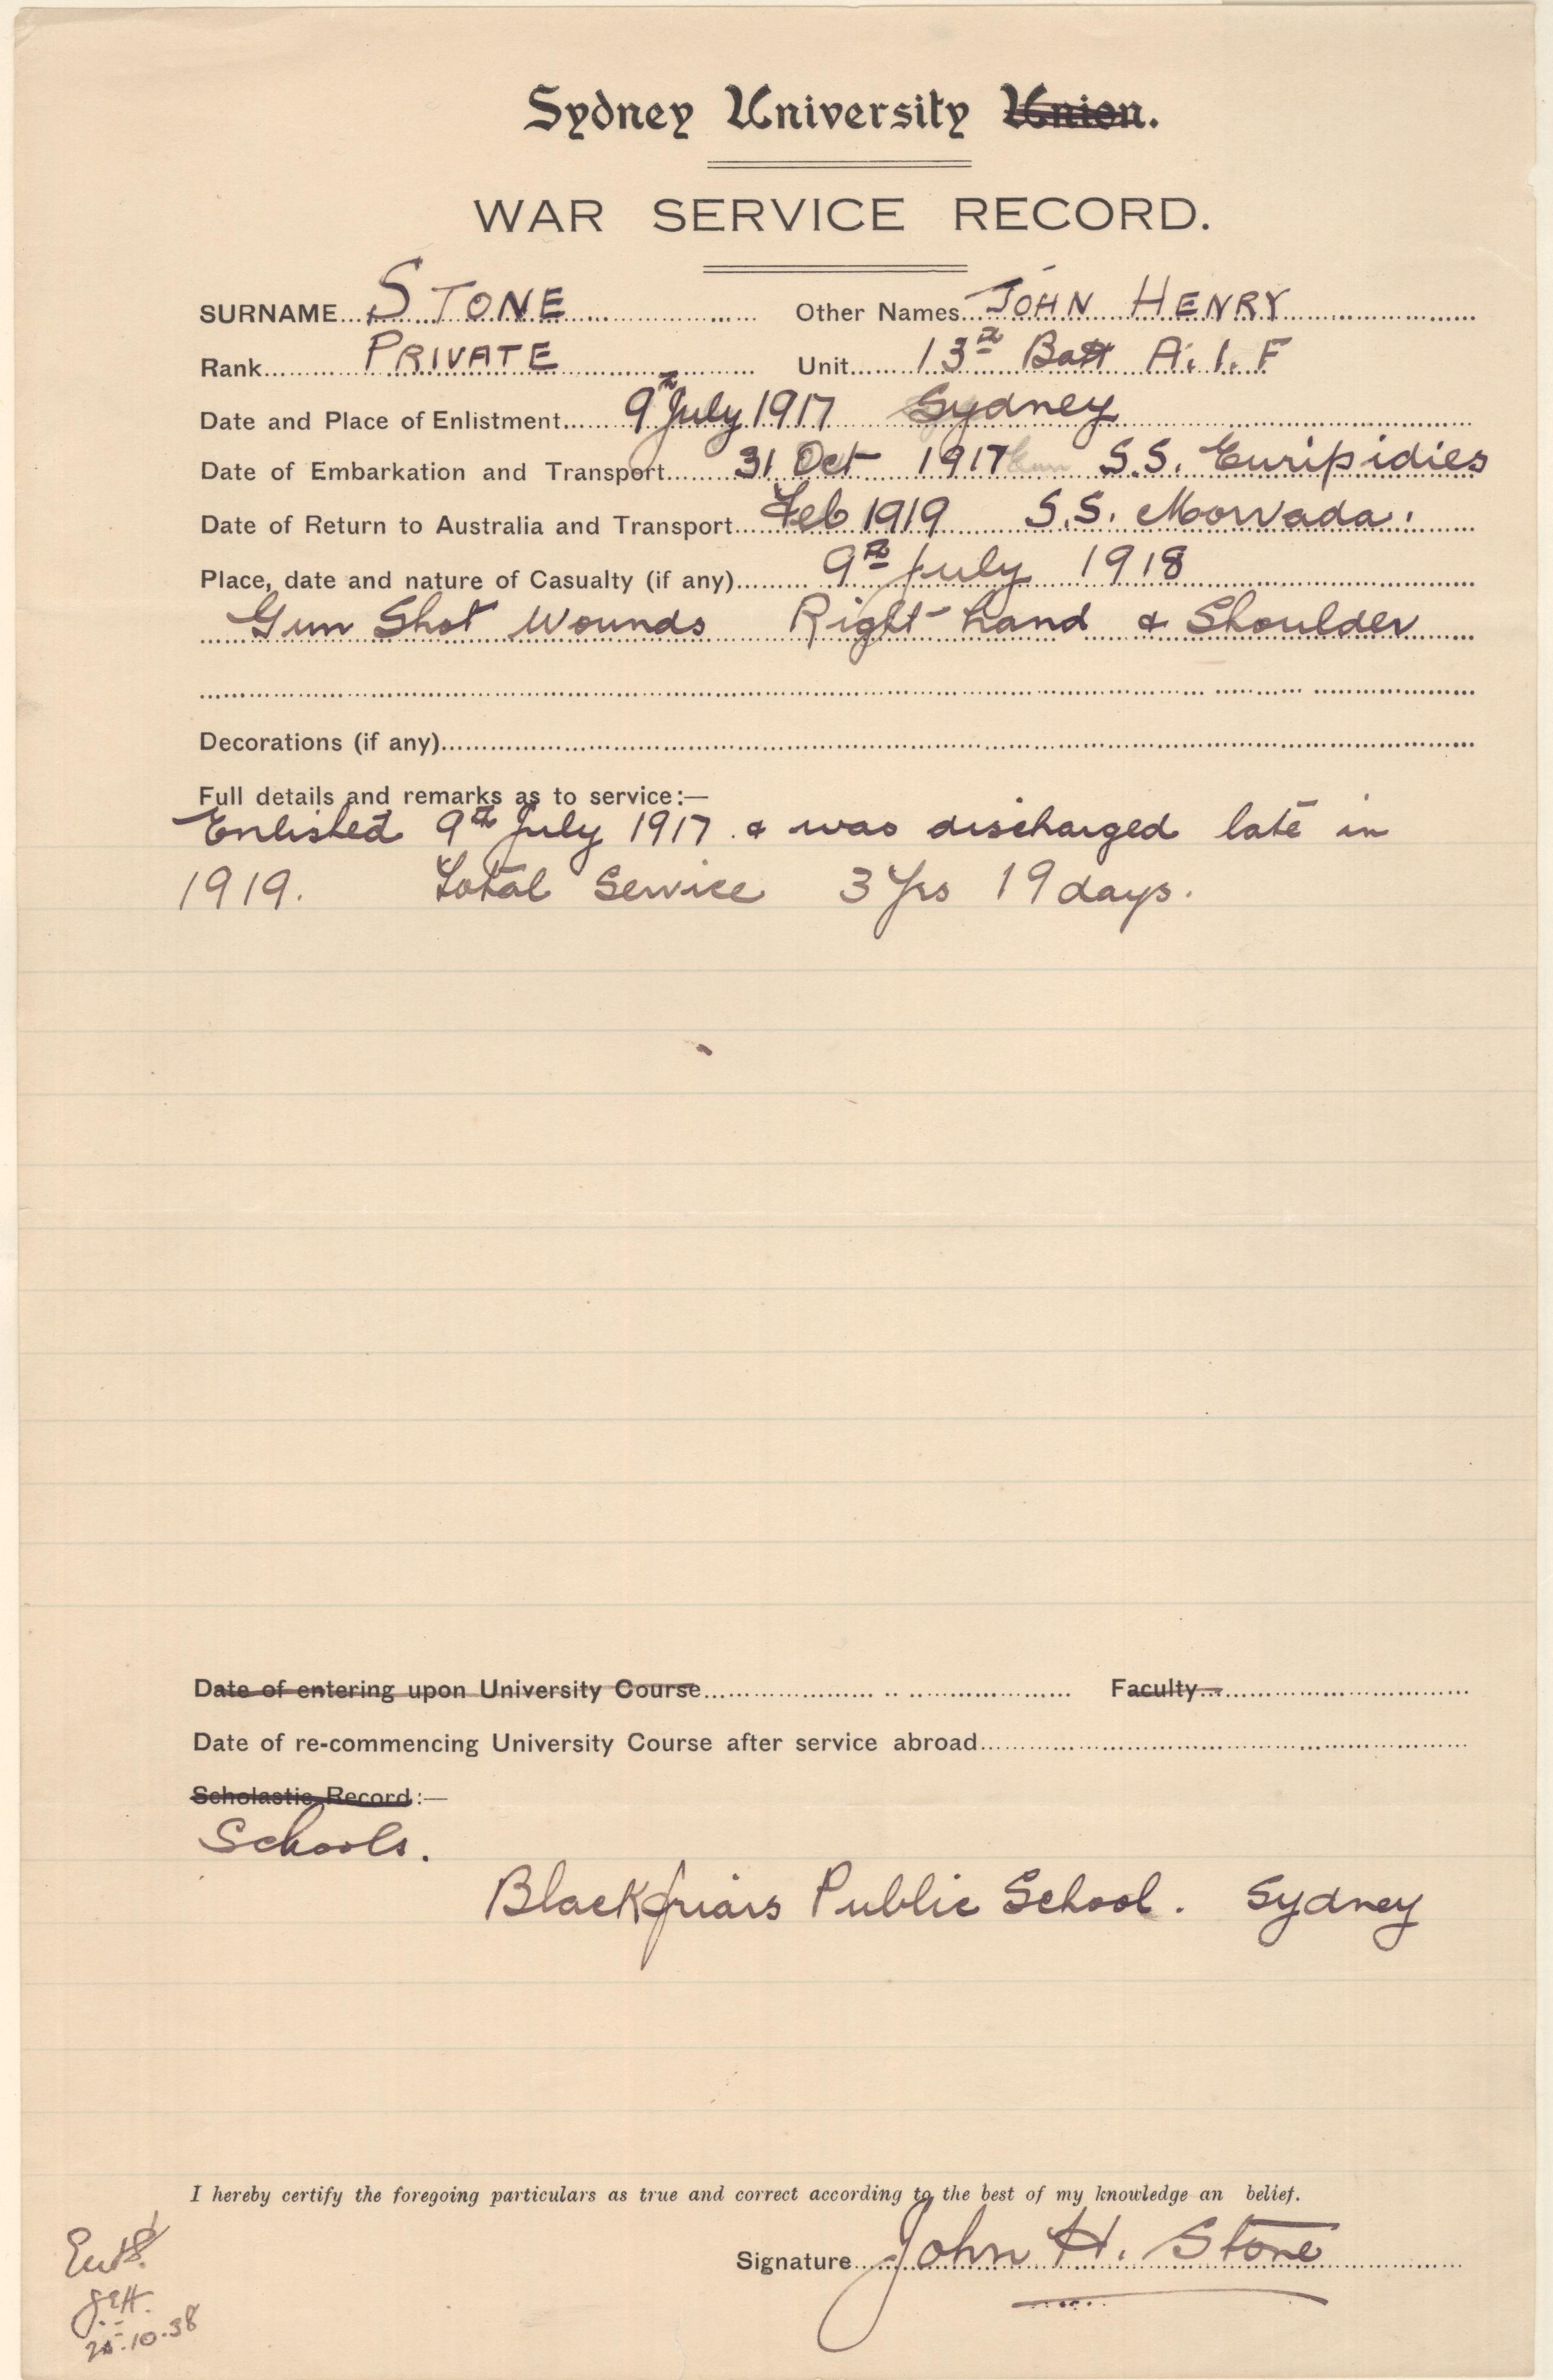 Sydney University Union.
WAR SERVICE RECORD.
SURNAME STONE Other Names JOHN HENRY
Rank PRIVATE Unit 13th Batt A.I.F
Date and Place of Enlistment 9th July 1917 Sydney
Date of Embarkation and Transport 31 Oct 1917 S.S. Euripidies
Date of Return to Australia and Transport Feb 1919 S.S. Morvada.
Place, date and nature of Casualty (if any) 9th July 1918
Gun Shot Wounds Right hand & Shoulder
Decorations (if any)
Full details and remarks as to service:—
Enlisted 9th July 1917 & was discharged late in
1919. Total Service 3 Yrs 19 days.
Date of entering upon University Course Faculty
Date of re-commencing University Course after service abroad
Scholastic Record:—
Schools.
Blackfriars Public School. Sydney
I hereby certify the foregoing particulars as true and correct according to the best of my knowledge an belief.
Signature John H. Stone
Entd.
10.38